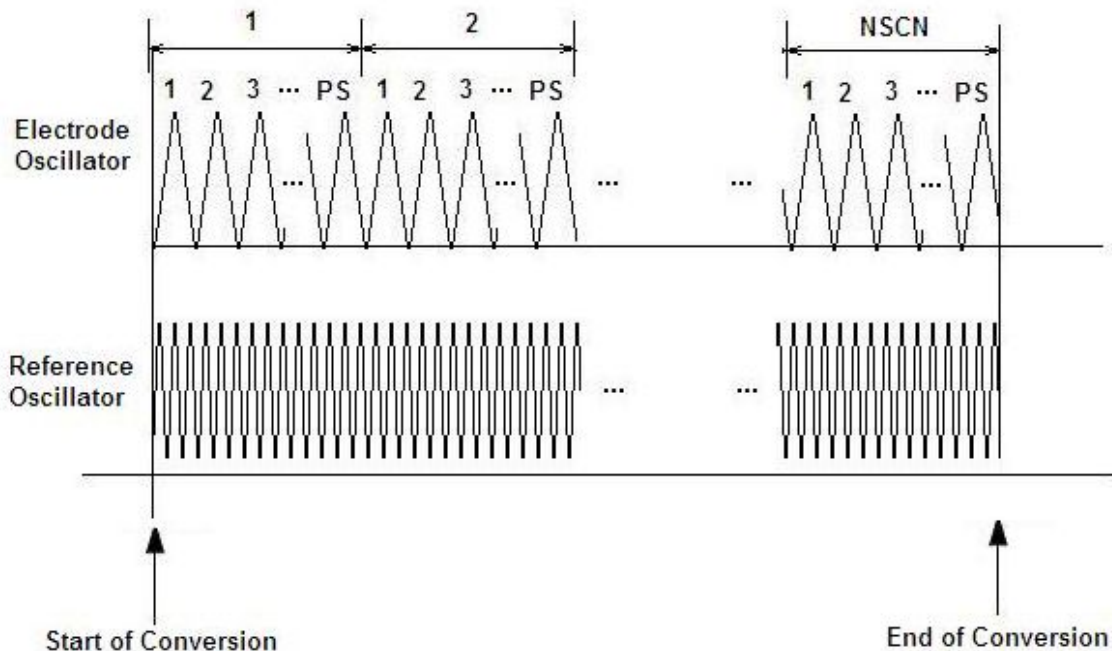 1 2 NSCN
1 2 3 ... PS 1 2 3 ... PS 1 2 3 ... PS
Electrode
Oscillator
... ... ... ... ...
Reference
Oscillator
... ...
Start of Conversion
End of Conversion